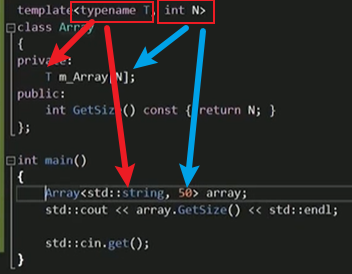 template<typename T, int N>
class Array
{
private:
T m_Array[N];
public:
int GetSize() const { return N; }
};
int main()
{
Array<std::string, 50> array;
std::cout << array.GetSize() << std::endl;
std::cin.get();
}